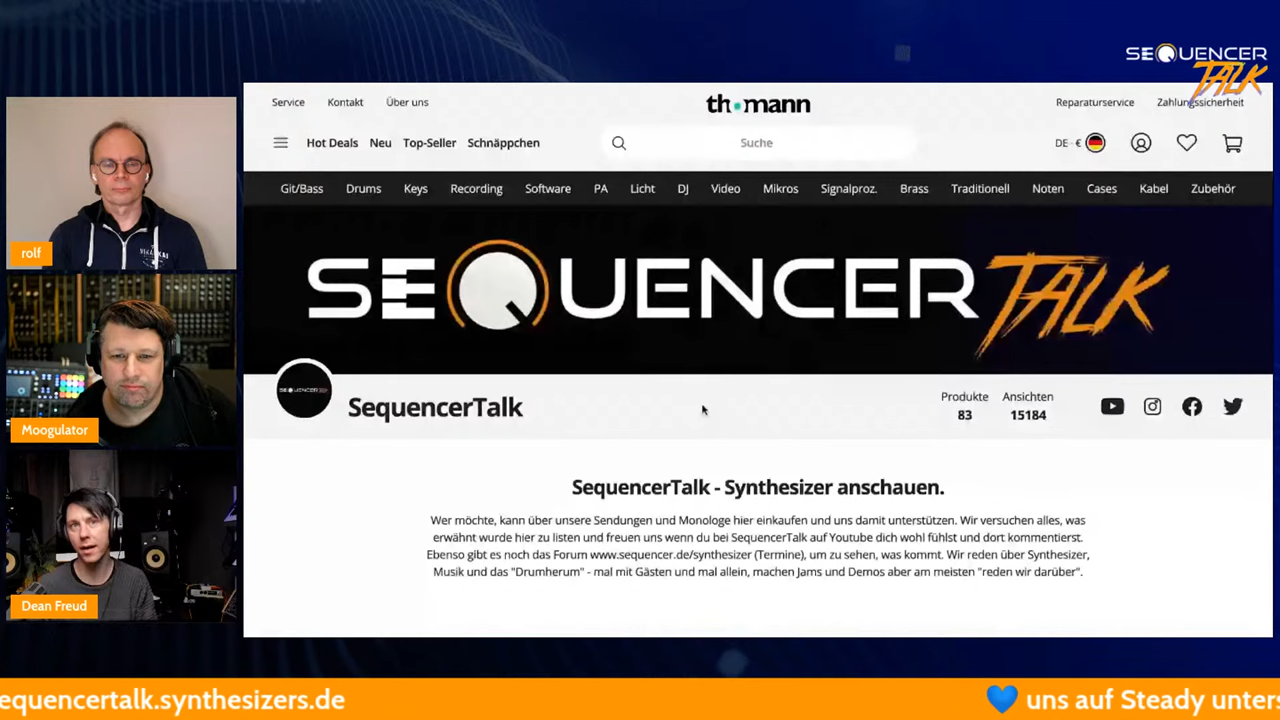 SEQUENCER
TALK
Service Kontakt Über uns
thomann
Reparaturservice Zahlungssicherheit
Hot Deals Neu Top-Seller Schnäppchen
Suche
DE · €
Git/Bass Drums Keys Recording Software PA Licht DJ Video Mikros Signalproz. Brass Traditionell Noten Cases Kabel Zubehör
SEQUENCER TALK
rolf
SEQUENCER
SequencerTalk
Produkte
83
Ansichten
15184
Moogulator
SequencerTalk - Synthesizer anschauen.
Wer möchte, kann über unsere Sendungen und Monologe hier einkaufen und uns damit unterstützen. Wir versuchen alles, was
erwähnt wurde hier zu listen und freuen uns wenn du bei SequencerTalk auf Youtube dich wohl fühlst und dort kommentierst.
Ebenso gibt es noch das Forum www.sequencer.de/synthesizer (Termine), um zu sehen, was kommt. Wir reden über Synthesizer,
Musik und das "Drumherum" - mal mit Gästen und mal allein, machen Jams und Demos aber am meisten "reden wir darüber".
Dean Freud
equencertalk.synthesizers.de
uns auf Steady unters